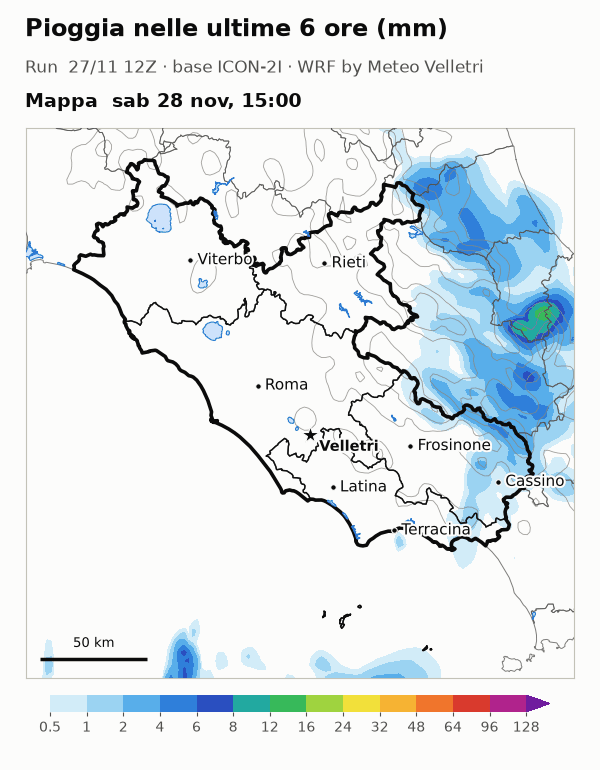 Pioggia nelle ultime 6 ore (mm)
Run  27/11 12Z · base ICON-2I · WRF by Meteo Velletri
Mappa  sab 28 nov, 15:00
Viterbo
Rieti
Roma
Velletri
Frosinone
Latina
Cassino
Terracina
50 km
0.5 1 2 4 6 8 12 16 24 32 48 64 96 128